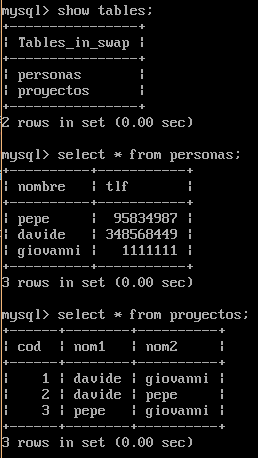 mysql> show tables;
+----------------+
| Tables_in_swap |
+----------------+
| personas       |
| proyectos      |
+----------------+
2 rows in set (0.00 sec)
mysql> select * from personas;
+----------+-----------+
| nombre   | tlf       |
+----------+-----------+
| pepe     |  95834987 |
| davide   | 348568449 |
| giovanni |   1111111 |
+----------+-----------+
3 rows in set (0.00 sec)
mysql> select * from proyectos;
+------+--------+----------+
| cod  | nom1   | nom2     |
+------+--------+----------+
|    1 | davide | giovanni |
|    2 | davide | pepe     |
|    3 | pepe   | giovanni |
+------+--------+----------+
3 rows in set (0.00 sec)